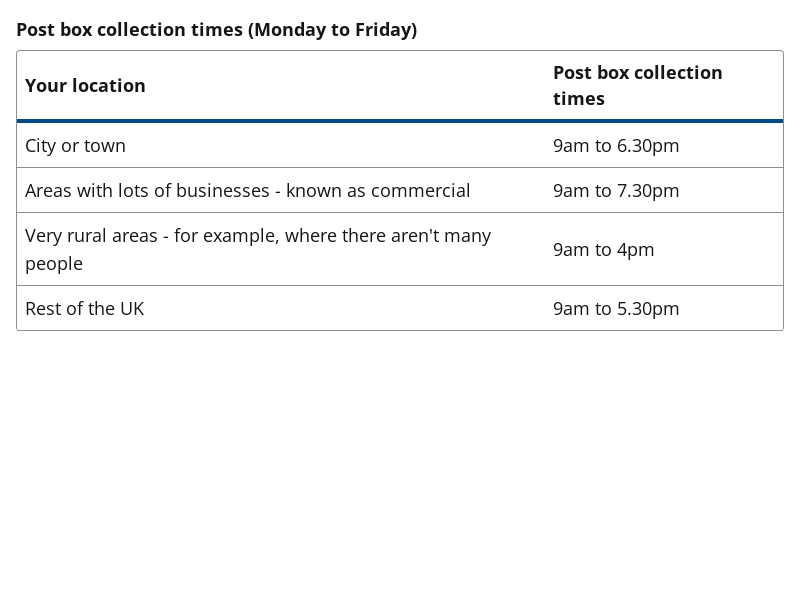 Post box collection times (Monday to Friday)
Your location
Post box collection
times
City or town
9am to 6.30pm
Areas with lots of businesses - known as commercial
9am to 7.30pm
Very rural areas - for example, where there aren't many
people
9am to 4pm
Rest of the UK
9am to 5.30pm